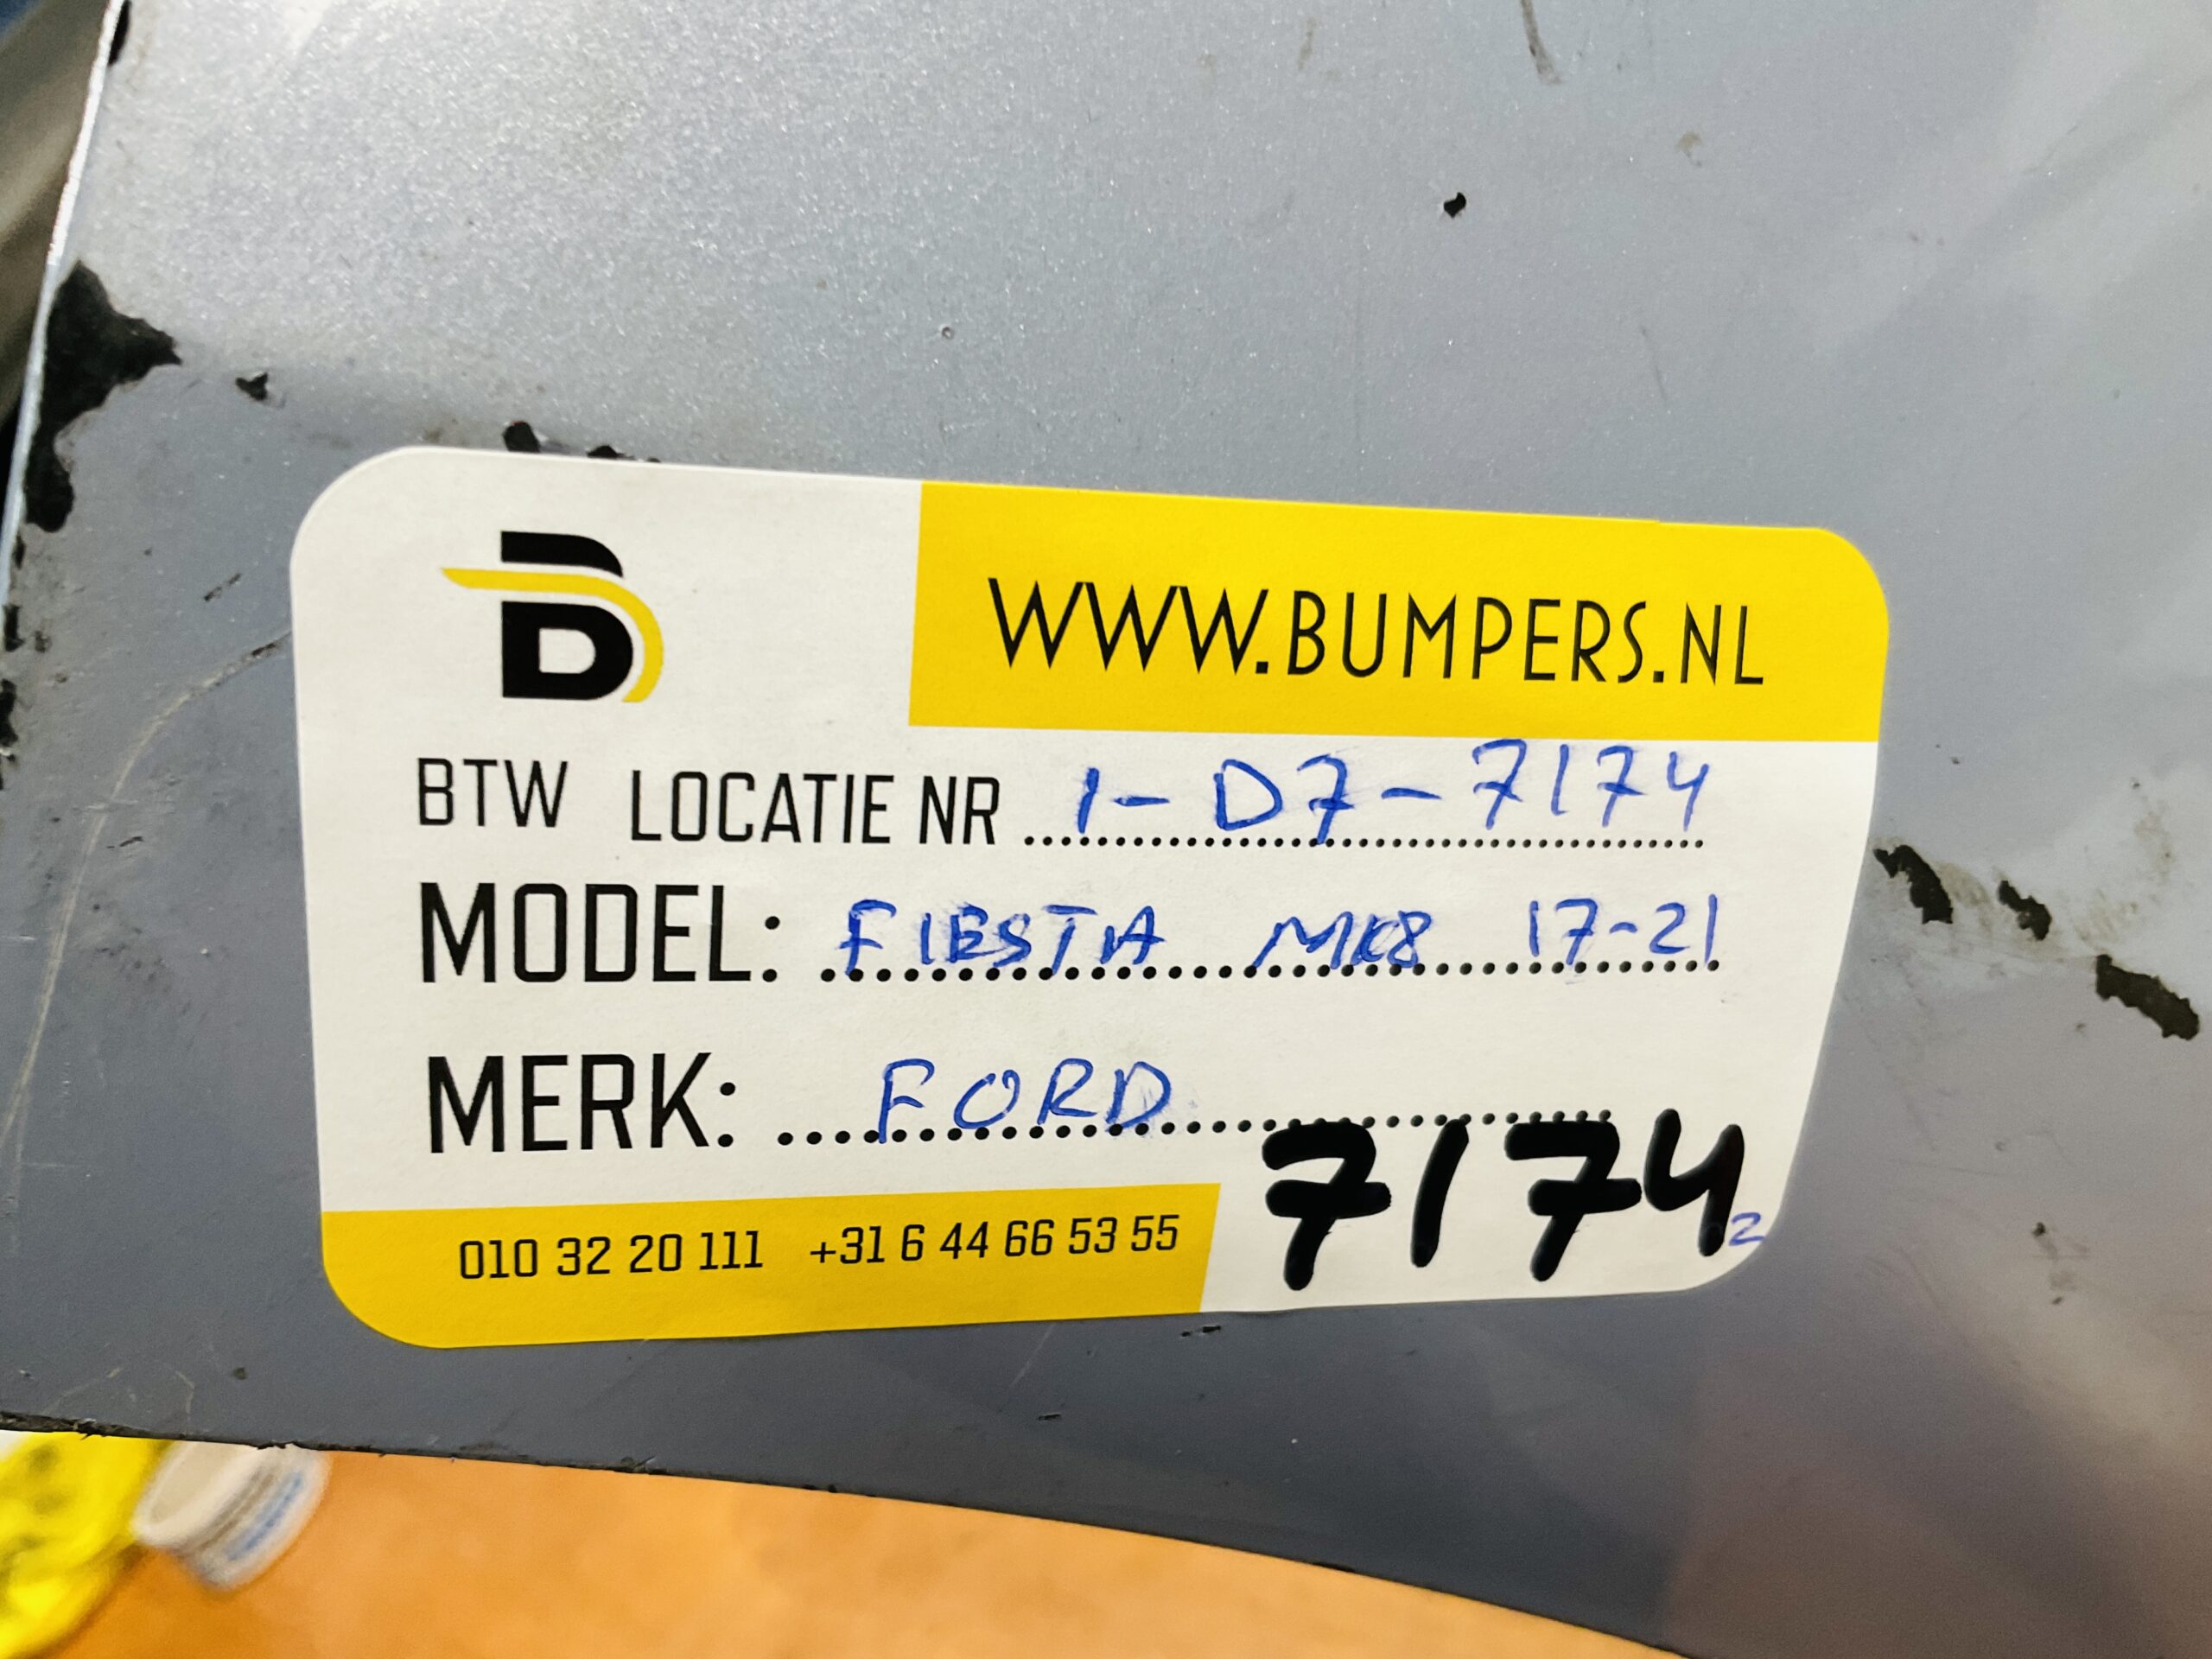 B
WWW.BUMPERS.NL
BTW LOCATIE NR 1-D7-7174
MODEL: FIESTA MK8 17-21
MERK: FORD
7174
2
010 32 20 111 +31 6 44 66 53 55